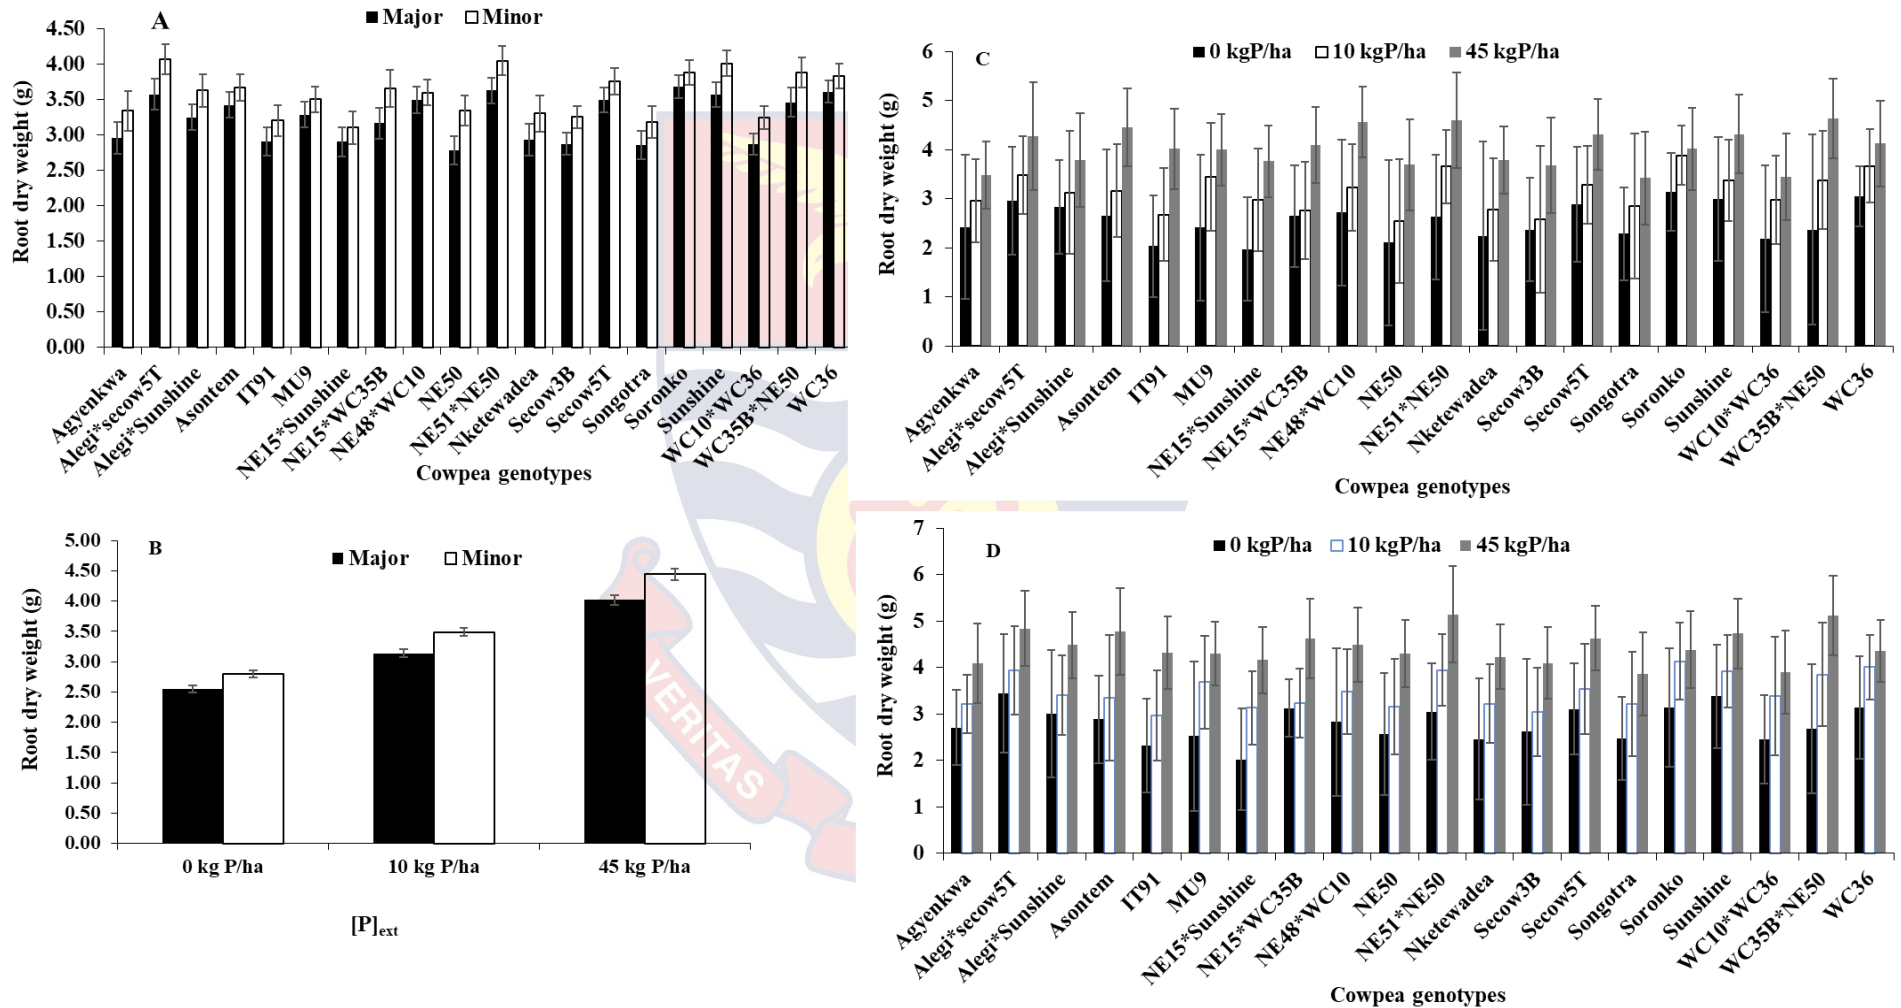 A
Major Minor
4.50
4.00
3.50
3.00
2.50
2.00
1.50
1.00
0.50
0.00
Root dry weight (g)
Agyenkwa
Alegi*secow5T
Alegi*Sunshine
Asontem
IT91
MU9
NE15*Sunshine
NE15*WC35B
NE48*WC10
NE50
NE51*NE50
Nketewadea
Secow3B
Secow5T
Songotra
Soronko
Sunshine
WC10*WC36
WC35B*NE50
WC36
Cowpea genotypes
C
0 kgP/ha 10 kgP/ha 45 kgP/ha
6
5
4
3
2
1
0
Root dry weight (g)
Agyenkwa
Alegi*secow5T
Alegi*Sunshine
Asontem
IT91
MU9
NE15*Sunshine
NE15*WC35B
NE48*WC10
NE50
NE51*NE50
Nketewadea
Secow3B
Secow5T
Songotra
Soronko
Sunshine
WC10*WC36
WC35B*NE50
WC36
Cowpea genotypes
B
Major Minor
5.00
4.50
4.00
3.50
3.00
2.50
2.00
1.50
1.00
0.50
0.00
Root dry weight (g)
0 kg P/ha 10 kg P/ha 45 kg P/ha
[P]ext
VERITAS
D
0 kgP/ha 10 kgP/ha 45 kgP/ha
7
6
5
4
3
2
1
0
Root dry weight (g)
Agyenkwa
Alegi*secow5T
Alegi*Sunshine
Asontem
IT91
MU9
NE15*Sunshine
NE15*WC35B
NE48*WC10
NE50
NE51*NE50
Nketewadea
Secow3B
Secow5T
Songotra
Soronko
Sunshine
WC10*WC36
WC35B*NE50
WC36
Cowpea genotypes